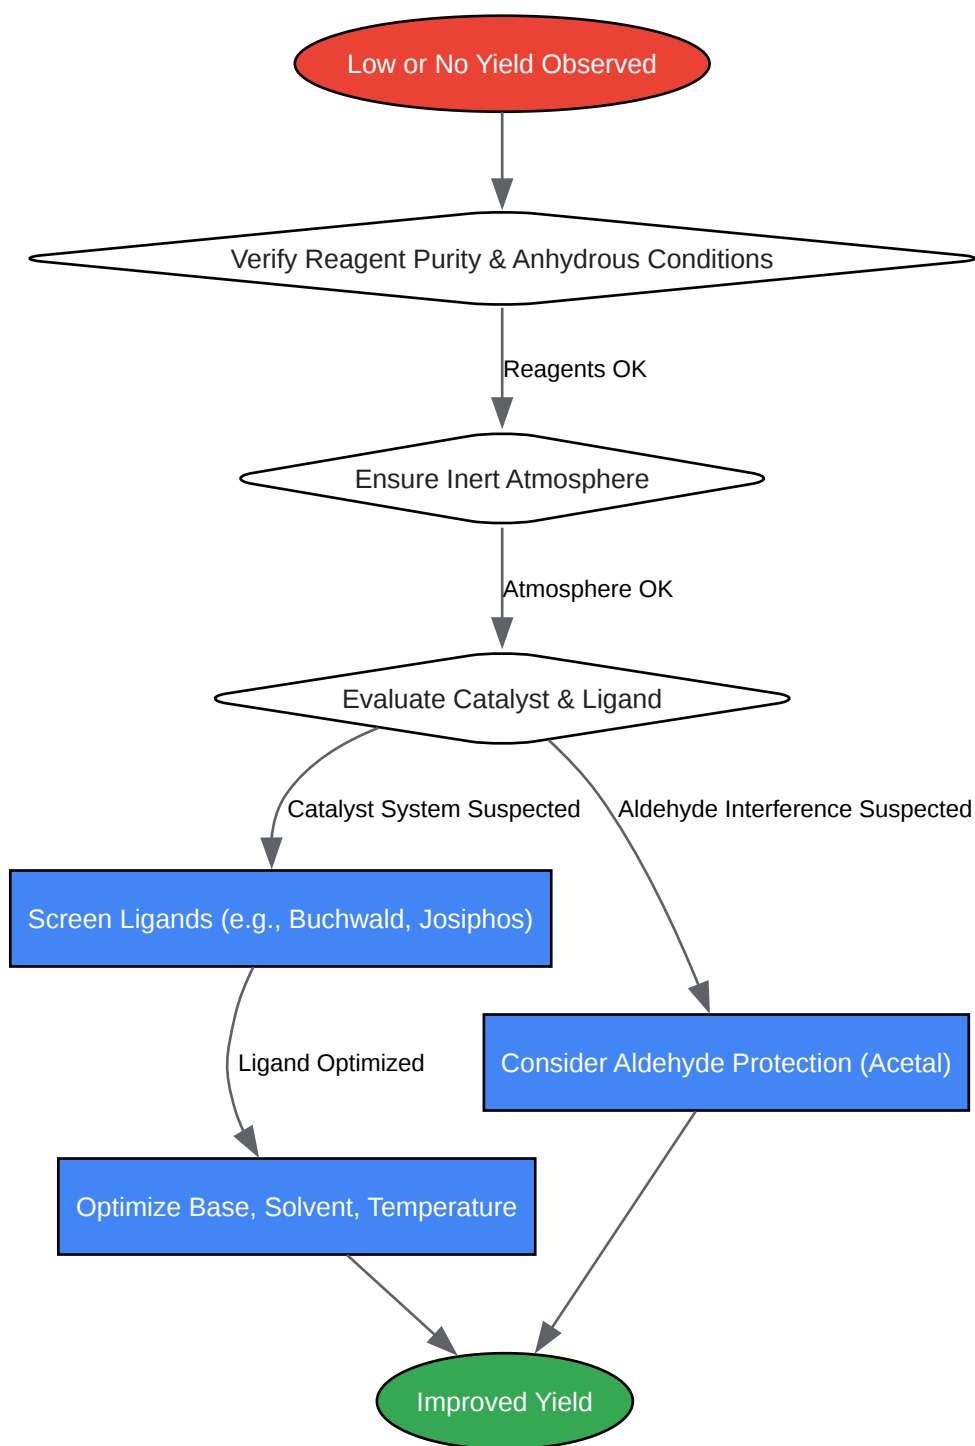 Low or No Yield Observed
Verify Reagent Purity & Anhydrous Conditions
Reagents OK
Ensure Inert Atmosphere
Atmosphere OK
Evaluate Catalyst & Ligand
Catalyst System Suspected
Aldehyde Interference Suspected
Screen Ligands (e.g., Buchwald, Josiphos)
Ligand Optimized
Consider Aldehyde Protection (Acetal)
Optimize Base, Solvent, Temperature
Improved Yield